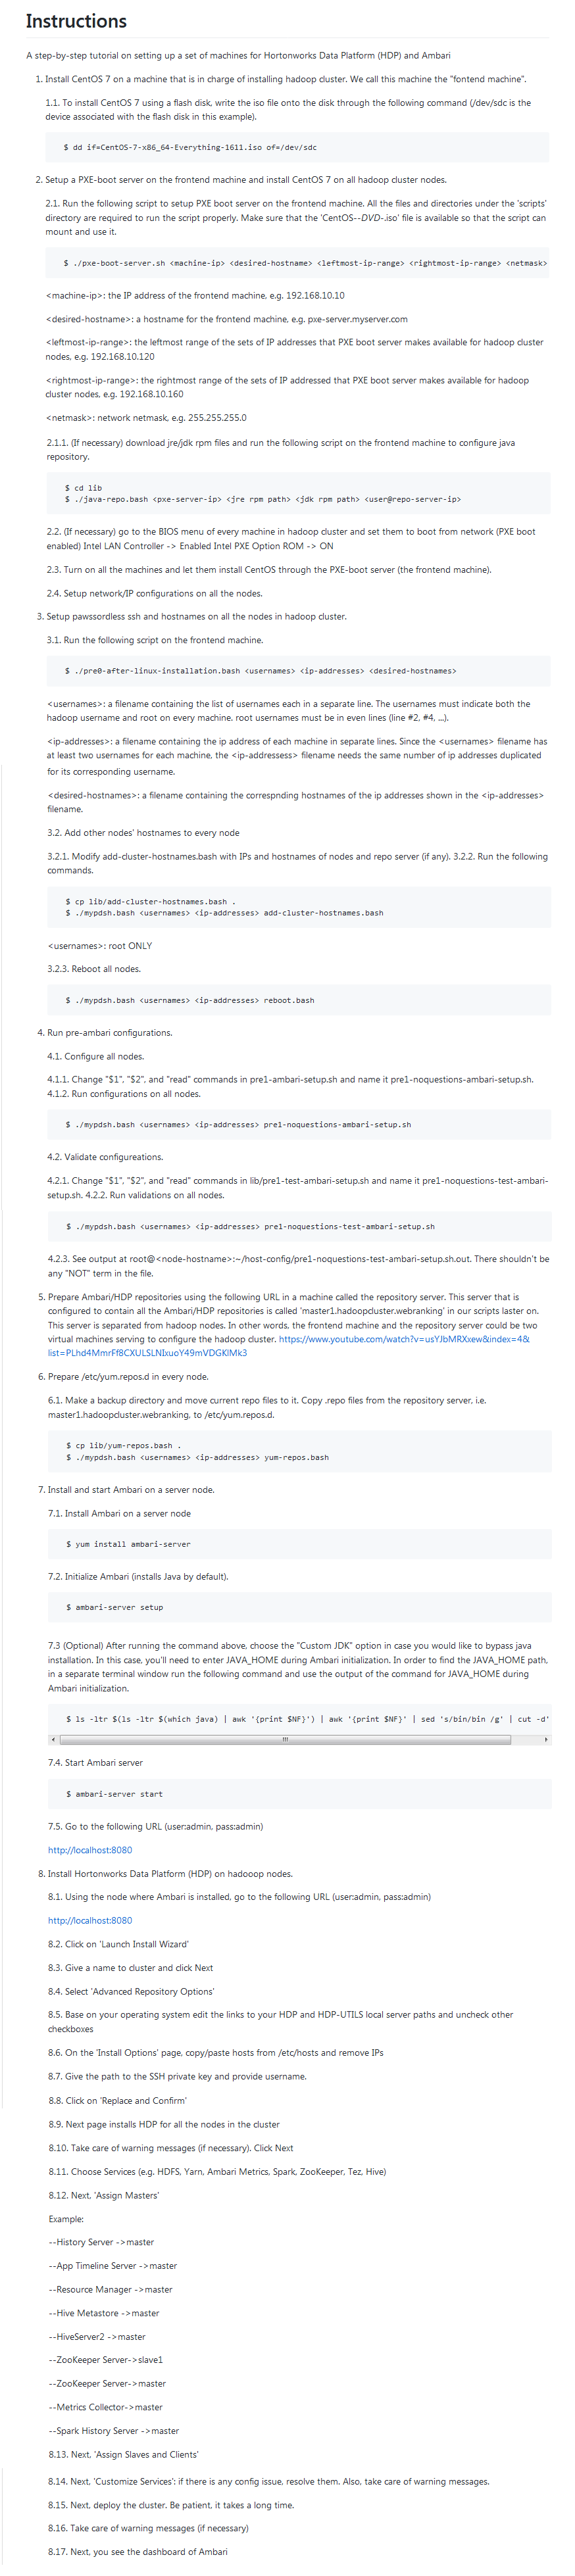 Instructions
A step-by-step tutorial on setting up a set of machines for Hortonworks Data Platform (HDP) and Ambari
1. Install CentOS 7 on a machine that is in charge of installing hadoop cluster. We call this machine the "fontend machine".
1.1. To install CentOS 7 using a flash disk, write the iso file onto the disk through the following command (/dev/sdc is the
device associated with the flash disk in this example).
$ dd if=CentOS-7-x86_64-Everything-1611.iso of=/dev/sdc
2. Setup a PXE-boot server on the frontend machine and install CentOS 7 on all hadoop cluster nodes.
2.1. Run the following script to setup PXE boot server on the frontend machine. All the files and directories under the 'scripts'
directory are required to run the script properly. Make sure that the 'CentOS--DVD-.iso' file is available so that the script can
mount and use it.
$ ./pxe-boot-server.sh <machine-ip> <desired-hostname> <leftmost-ip-range> <rightmost-ip-range> <netmask>
<machine-ip>: the IP address of the frontend machine, e.g. 192.168.10.10
<desired-hostname>: a hostname for the frontend machine, e.g. pxe-server.myserver.com
<leftmost-ip-range>: the leftmost range of the sets of IP addresses that PXE boot server makes available for hadoop cluster
nodes, e.g. 192.168.10.120
<rightmost-ip-range>: the rightmost range of the sets of IP addressed that PXE boot server makes available for hadoop
cluster nodes, e.g. 192.168.10.160
<netmask>: network netmask, e.g. 255.255.255.0
2.1.1. (If necessary) download jre/jdk rpm files and run the following script on the frontend machine to configure java
repository.
$ cd lib
$ ./java-repo.bash <pxe-server-ip> <jre rpm path> <jdk rpm path> <user@repo-server-ip>
2.2. (If necessary) go to the BIOS menu of every machine in hadoop cluster and set them to boot from network (PXE boot
enabled) Intel LAN Controller -> Enabled Intel PXE Option ROM -> ON
2.3. Turn on all the machines and let them install CentOS through the PXE-boot server (the frontend machine).
2.4. Setup network/IP configurations on all the nodes.
3. Setup pawssordless ssh and hostnames on all the nodes in hadoop cluster.
3.1. Run the following script on the frontend machine.
$ ./pre0-after-linux-installation.bash <usernames> <ip-addresses> <desired-hostnames>
<usernames>: a filename containing the list of usernames each in a separate line. The usernames must indicate both the
hadoop username and root on every machine. root usernames must be in even lines (line #2, #4, ...).
<ip-addresses>: a filename containing the ip address of each machine in separate lines. Since the <usernames> filename has
at least two usernames for each machine, the <ip-addressess> filename needs the same number of ip addresses duplicated
for its corresponding username.
<desired-hostnames>: a filename containing the correspnding hostnames of the ip addresses shown in the <ip-addresses>
filename.
3.2. Add other nodes' hostnames to every node
3.2.1. Modify add-cluster-hostnames.bash with IPs and hostnames of nodes and repo server (if any). 3.2.2. Run the following
commands.
$ cp lib/add-cluster-hostnames.bash .
$ ./mypdsh.bash <usernames> <ip-addresses> add-cluster-hostnames.bash
<usernames>: root ONLY
3.2.3. Reboot all nodes.
$ ./mypdsh.bash <usernames> <ip-addresses> reboot.bash
4. Run pre-ambari configurations.
4.1. Configure all nodes.
4.1.1. Change "$1", "$2", and "read" commands in pre1-ambari-setup.sh and name it pre1-noquestions-ambari-setup.sh.
4.1.2. Run configurations on all nodes.
$ ./mypdsh.bash <usernames> <ip-addresses> pre1-noquestions-ambari-setup.sh
4.2. Validate configureations.
4.2.1. Change "$1", "$2", and "read" commands in lib/pre1-test-ambari-setup.sh and name it pre1-noquestions-test-ambari-
setup.sh. 4.2.2. Run validations on all nodes.
$ ./mypdsh.bash <usernames> <ip-addresses> pre1-noquestions-test-ambari-setup.sh
4.2.3. See output at root@<node-hostname>:~/host-config/pre1-noquestions-test-ambari-setup.sh.out. There shouldn't be
any "NOT" term in the file.
5. Prepare Ambari/HDP repositories using the following URL in a machine called the repository server. This server that is
configured to contain all the Ambari/HDP repositories is called 'master1.hadoopcluster.webranking' in our scripts laster on.
This server is separated from hadoop nodes. In other words, the frontend machine and the repository server could be two
virtual machines serving to configure the hadoop cluster. https://www.youtube.com/watch?v=usYJbMRXxew&index=4&
list=PLhd4MmrFf8CXULSLNIxuoY49mVDGKlMk3
6. Prepare /etc/yum.repos.d in every node.
6.1. Make a backup directory and move current repo files to it. Copy .repo files from the repository server, i.e.
master1.hadoopcluster.webranking, to /etc/yum.repos.d.
$ cp lib/yum-repos.bash .
$ ./mypdsh.bash <usernames> <ip-addresses> yum-repos.bash
7. Install and start Ambari on a server node.
7.1. Install Ambari on a server node
$ yum install ambari-server
7.2. Initialize Ambari (installs Java by default).
$ ambari-server setup
7.3 (Optional) After running the command above, choose the "Custom JDK" option in case you would like to bypass java
installation. In this case, you'll need to enter JAVA_HOME during Ambari initialization. In order to find the JAVA_HOME path,
in a separate terminal window run the following command and use the output of the command for JAVA_HOME during
Ambari initialization.
$ ls -ltr $(ls -ltr $(which java) | awk '{print $NF}') | awk '{print $NF}' | sed 's/bin/bin /g' | cut -d'
7.4. Start Ambari server
$ ambari-server start
7.5. Go to the following URL (user:admin, pass:admin)
http://localhost:8080
8. Install Hortonworks Data Platform (HDP) on hadooop nodes.
8.1. Using the node where Ambari is installed, go to the following URL (user:admin, pass:admin)
http://localhost:8080
8.2. Click on 'Launch Install Wizard'
8.3. Give a name to cluster and click Next
8.4. Select 'Advanced Repository Options'
8.5. Base on your operating system edit the links to your HDP and HDP-UTILS local server paths and uncheck other
checkboxes
8.6. On the 'Install Options' page, copy/paste hosts from /etc/hosts and remove IPs
8.7. Give the path to the SSH private key and provide username.
8.8. Click on 'Replace and Confirm'
8.9. Next page installs HDP for all the nodes in the cluster
8.10. Take care of warning messages (if necessary). Click Next
8.11. Choose Services (e.g. HDFS, Yarn, Ambari Metrics, Spark, ZooKeeper, Tez, Hive)
8.12. Next, 'Assign Masters'
Example:
--History Server ->master
--App Timeline Server ->master
--Resource Manager ->master
--Hive Metastore ->master
--HiveServer2 ->master
--ZooKeeper Server->slave1
--ZooKeeper Server->master
--Metrics Collector->master
--Spark History Server ->master
8.13. Next, 'Assign Slaves and Clients'
8.14. Next, 'Customize Services': if there is any config issue, resolve them. Also, take care of warning messages.
8.15. Next, deploy the cluster. Be patient, it takes a long time.
8.16. Take care of warning messages (if necessary)
8.17. Next, you see the dashboard of Ambari